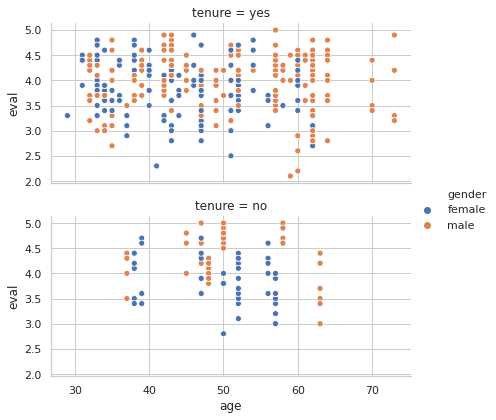 tenure = yes
5.0
4.5
4.0
3.5
3.0
2.5
2.0
eval
gender
female
male
tenure = no
5.0
4.5
4.0
3.5
3.0
2.5
2.0
eval
30 40 50 60 70
age